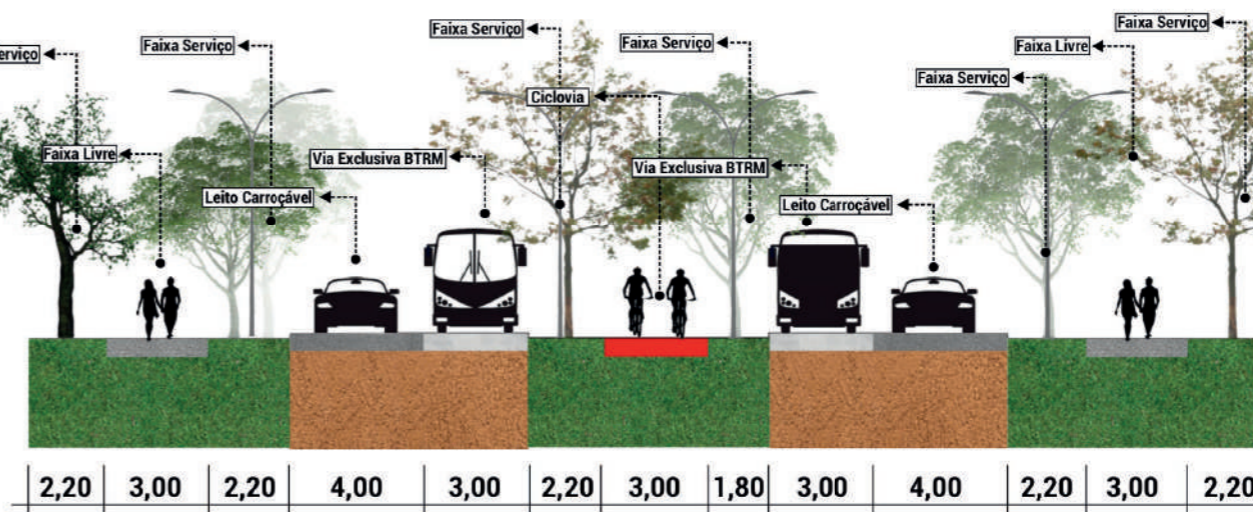 Faixa Serviço
Faixa Serviço
Faixa Serviço
Faixa Livre
Faixa Serviço
Faixa Serviço
Ciclovia
Faixa Livre
Via Exclusiva BTRM
Via Exclusiva BTRM
Leito Carroçável
Leito Carroçável
2,20 3,00 2,20 4,00 3,00 2,20 3,00 1,80 3,00 4,00 2,20 3,00 2,20